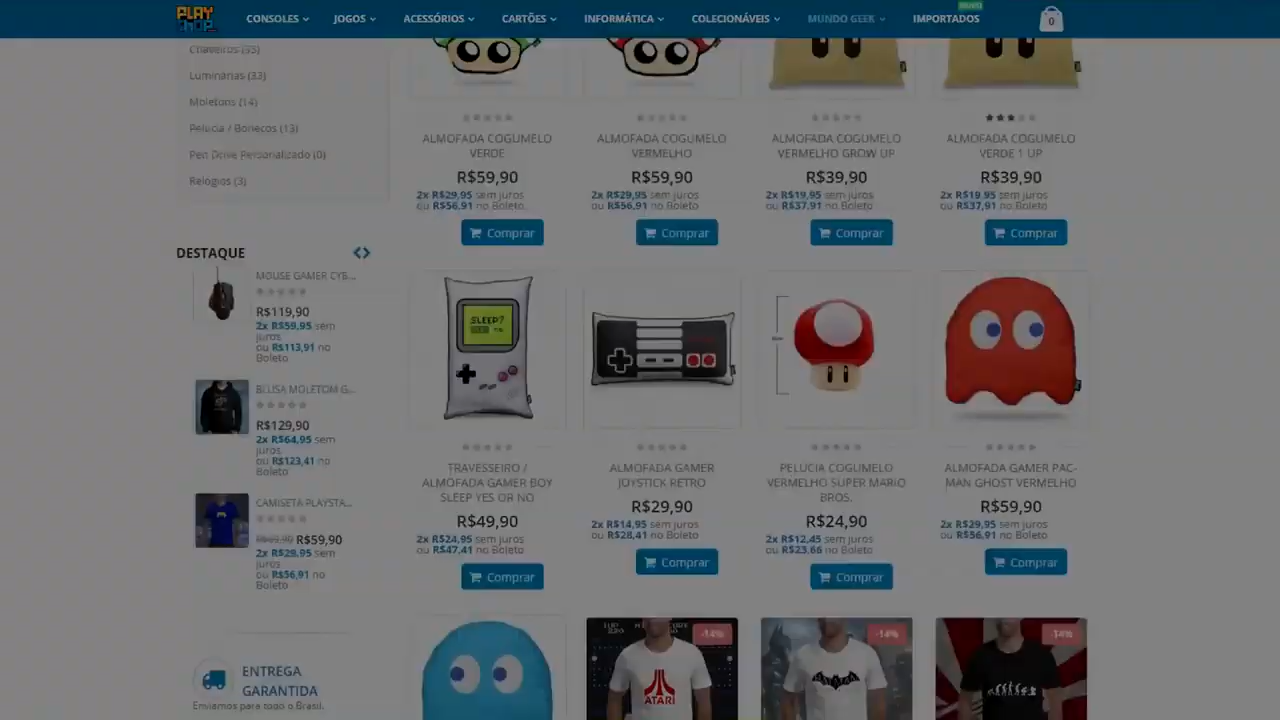 PLAY
SHOP
CONSOLES
JOGOS
ACESSÓRIOS
CARTÕES
INFORMÁTICA
COLECIONÁVEIS
MUNDO GEEK
IMPORTADOS
0
Chaveiros (35)
Luminárias (33)
Moletons (14)
Pelúcia / Bonecos (13)
Pen Drive Personalizado (0)
Relógios (3)
ALMOFADA COGUMELO
VERDE
R$59,90
2x R$29,95 sem juros
ou R$56,91 no Boleto
Comprar
ALMOFADA COGUMELO
VERMELHO
R$59,90
2x R$29,95 sem juros
ou R$56,91 no Boleto
Comprar
ALMOFADA COGUMELO
VERMELHO GROW UP
R$39,90
2x R$19,95 sem juros
ou R$37,91 no Boleto
Comprar
ALMOFADA COGUMELO
VERDE 1 UP
R$39,90
2x R$19,95 sem juros
ou R$37,91 no Boleto
Comprar
DESTAQUE
MOUSE GAMER CYB...
R$119,90
2x R$59,95 sem
juros
ou R$113,91 no
Boleto
BLUSA MOLETOM G...
R$129,90
2x R$64,95 sem
juros
ou R$123,41 no
Boleto
CAMISETA PLAYSTA...
R$69,90 R$59,90
2x R$29,95 sem
juros
ou R$56,91 no
Boleto
SLEEP?
TRAVESSEIRO /
ALMOFADA GAMER BOY
SLEEP YES OR NO
R$49,90
2x R$24,95 sem juros
ou R$47,41 no Boleto
Comprar
ALMOFADA GAMER
JOYSTICK RETRO
R$29,90
2x R$14,95 sem juros
ou R$28,41 no Boleto
Comprar
PELÚCIA COGUMELO
VERMELHO SUPER MARIO
BROS.
R$24,90
2x R$12,45 sem juros
ou R$23,66 no Boleto
Comprar
ALMOFADA GAMER PAC-
MAN GHOST VERMELHO
R$59,90
2x R$29,95 sem juros
ou R$56,91 no Boleto
Comprar
ENTREGA
GARANTIDA
Enviamos para todo o Brasil.
-14%
ATARI
-14%
-14%